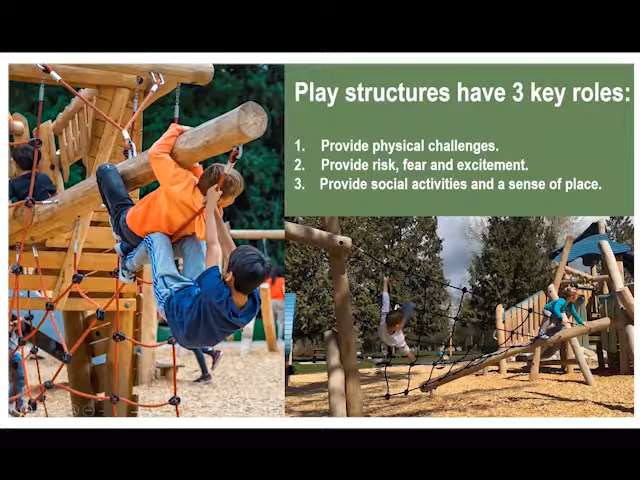 Play structures have 3 key roles:
1. Provide physical challenges.
2. Provide risk, fear and excitement.
3. Provide social activities and a sense of place.